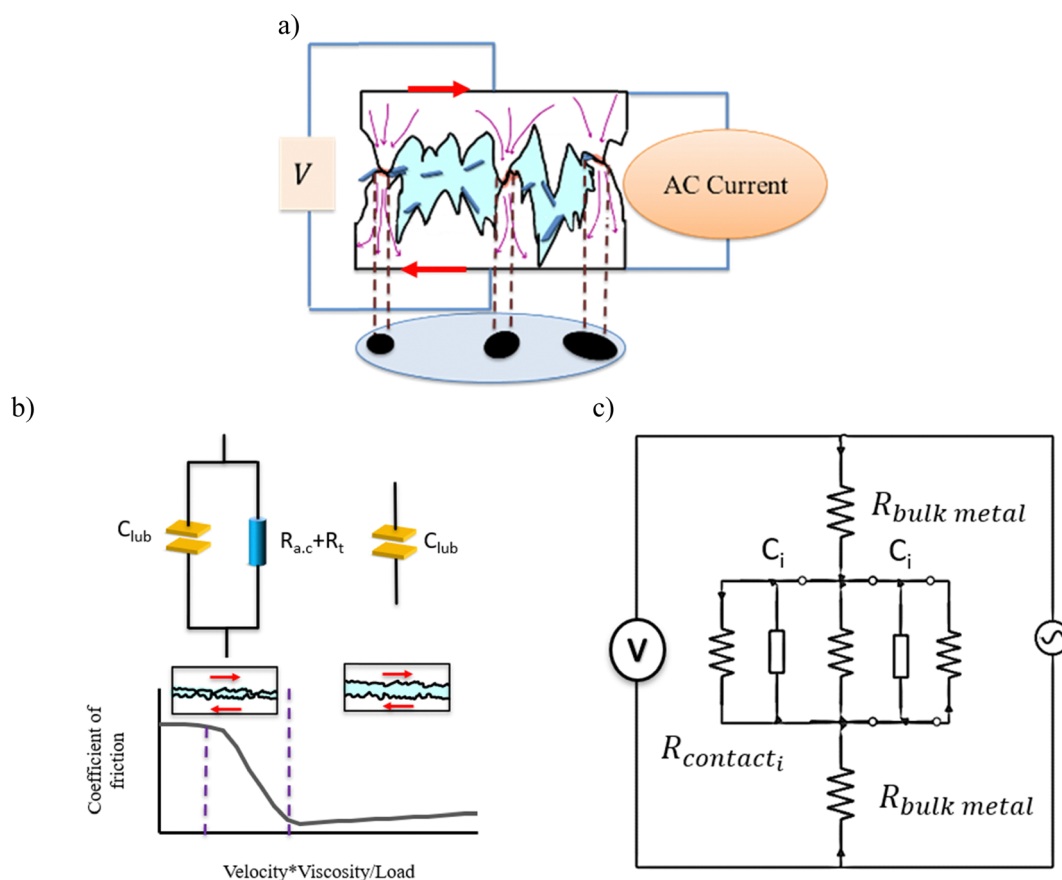 a)
V
AC Current
b)
C_lub
R_a.c+R_t
C_lub
Coefficient of
friction
Velocity*Viscosity/Load
c)
R_bulk metal
C_i
C_i
V
R_contact_i
R_bulk metal